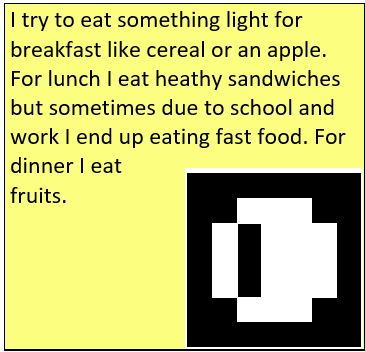 I try to eat something light for
breakfast like cereal or an apple.
For lunch I eat heathy sandwiches
but sometimes due to school and
work I end up eating fast food. For
dinner I eat
fruits.